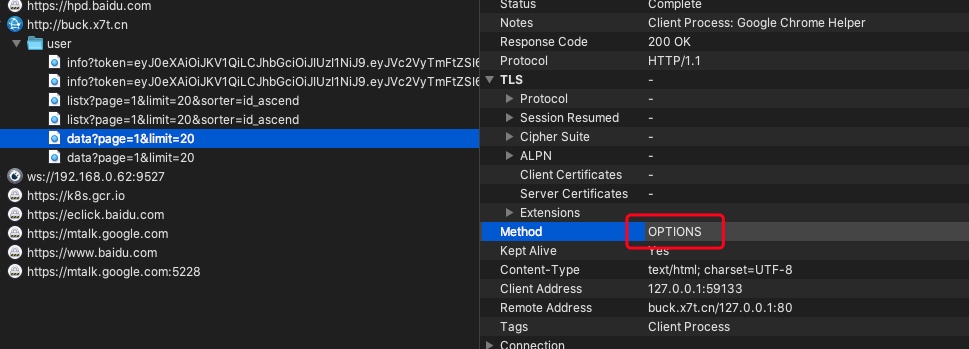 https://hpd.baidu.com
http://buck.x7t.cn
user
info?token=eyJ0eXAiOiJKV1QiLCJhbGciOiJIUzI1NiJ9.eyJVc2VyTmFtZSI6
info?token=eyJ0eXAiOiJKV1QiLCJhbGciOiJIUzI1NiJ9.eyJVc2VyTmFtZSI6
listx?page=1&limit=20&sorter=id_ascend
listx?page=1&limit=20&sorter=id_ascend
data?page=1&limit=20
data?page=1&limit=20
ws://192.168.0.62:9527
https://k8s.gcr.io
https://eclick.baidu.com
https://mtalk.google.com
https://www.baidu.com
https://mtalk.google.com:5228
Status Complete
Notes Client Process: Google Chrome Helper
Response Code 200 OK
Protocol HTTP/1.1
TLS -
Protocol -
Session Resumed -
Cipher Suite -
ALPN -
Client Certificates -
Server Certificates -
Extensions
Method OPTIONS
Kept Alive Yes
Content-Type text/html; charset=UTF-8
Client Address 127.0.0.1:59133
Remote Address buck.x7t.cn/127.0.0.1:80
Tags Client Process
Connection